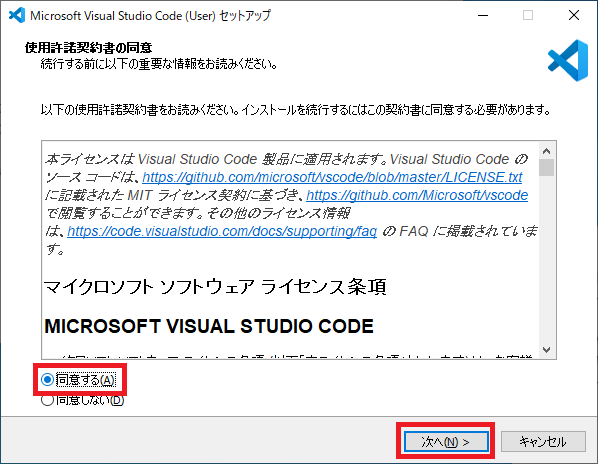 Microsoft Visual Studio Code (User) セットアップ
使用許諾契約書の同意
続行する前に以下の重要な情報をお読みください。
以下の使用許諾契約書をお読みください。インストールを続行するにはこの契約書に同意する必要があります。
本ライセンスは Visual Studio Code 製品に適用されます。Visual Studio Code の
ソース コードは、https://github.com/microsoft/vscode/blob/master/LICENSE.txt
に記載された MIT ライセンス契約に基づき、https://github.com/Microsoft/vscode
で閲覧することができます。その他のライセンス情報
は、https://code.visualstudio.com/docs/supporting/faq の FAQ に掲載されていま
す。
マイクロソフト ソフトウェア ライセンス条項
MICROSOFT VISUAL STUDIO CODE
同意する(A)
同意しない(D)
次へ(N) >
キャンセル